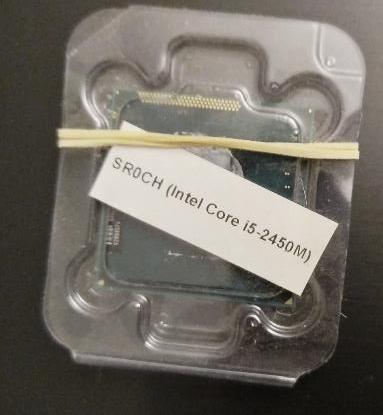 SR0CH (Intel Core i5-2450M)